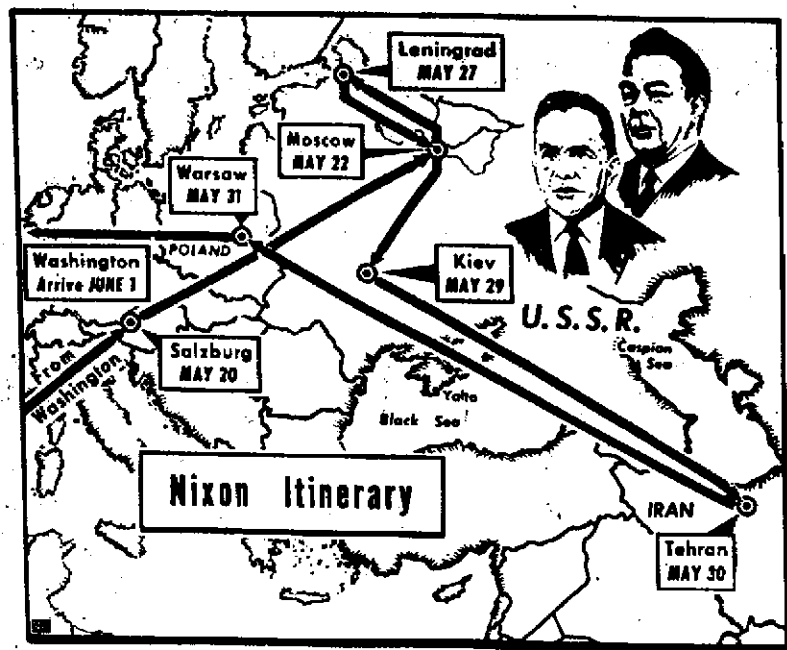 Leningrad
MAY 27
Moscow
MAY 22
Warsaw
MAY 31
POLAND
Washington
Arrive JUNE 1
Kiev
MAY 29
U.S.S.R.
Caspian
Sea
Salzburg
MAY 20
From
Washington
Yalta
Black Sea
Nixon Itinerary
IRAN
Tehran
MAY 30